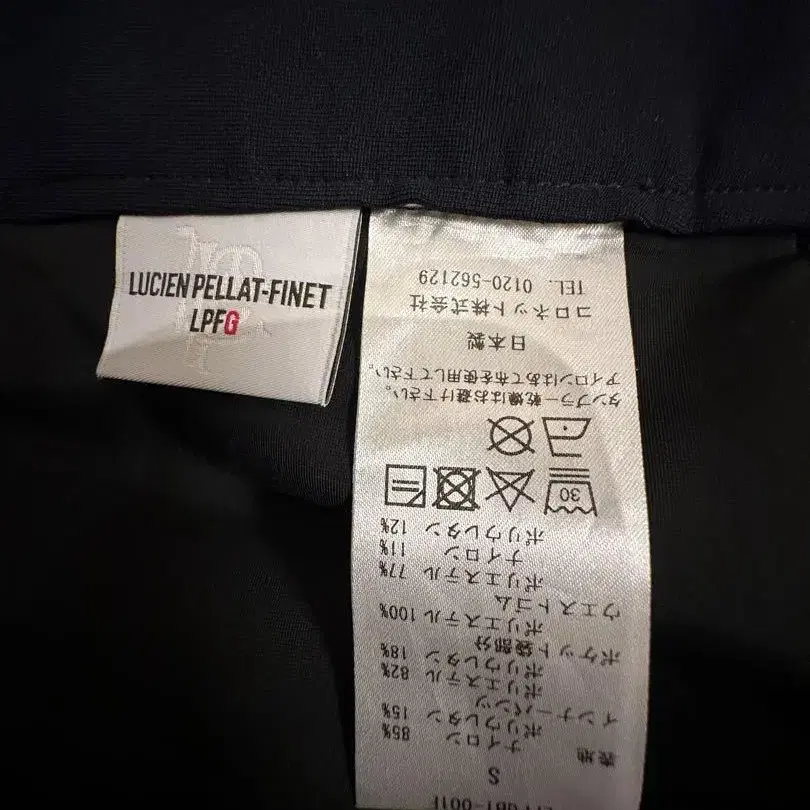 LUCIEN PELLAT-FINET
LPFG
S
表地
ナイロン 85%
ポリウレタン 15%
インナーパンツ
ポリエステル 82%
ポリウレタン 18%
ポケット袋部分
ポリエステル 100%
ウエストゴム
ポリエステル 77%
ナイロン 11%
ポリウレタン 12%
30
タンブラー乾燥はお避け下さい。
アイロンはあて布を使用して下さい。
日本製
コロネット株式会社
TEL. 0120-562129